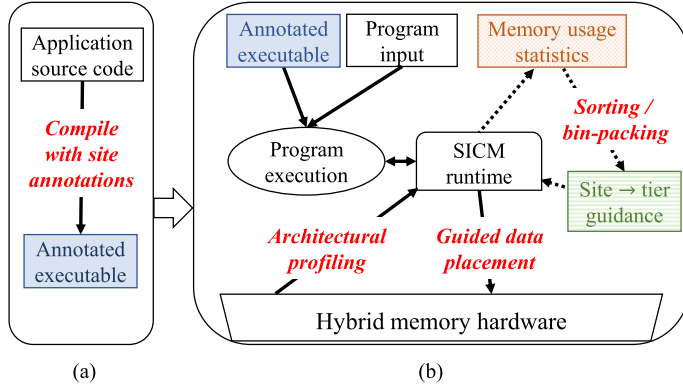 Application
source code
Compile
with site
annotations
Annotated
executable
(a)
Annotated
executable
Program
input
Memory usage
statistics
Sorting /
bin-packing
Program
execution
SICM
runtime
Site → tier
guidance
Architectural
profiling
Guided data
placement
Hybrid memory hardware
(b)